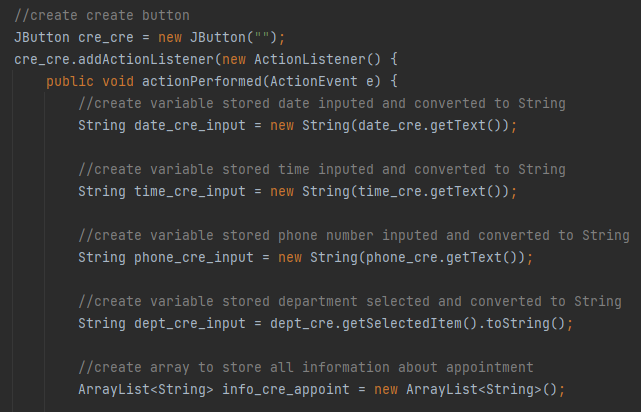 //create create button
JButton cre_cre = new JButton("");
cre_cre.addActionListener(new ActionListener() {
public void actionPerformed(ActionEvent e) {
//create variable stored date inputed and converted to String
String date_cre_input = new String(date_cre.getText());
//create variable stored time inputed and converted to String
String time_cre_input = new String(time_cre.getText());
//create variable stored phone number inputed and converted to String
String phone_cre_input = new String(phone_cre.getText());
//create variable stored department selected and converted to String
String dept_cre_input = dept_cre.getSelectedItem().toString();
//create array to store all information about appointment
ArrayList<String> info_cre_appoint = new ArrayList<String>();